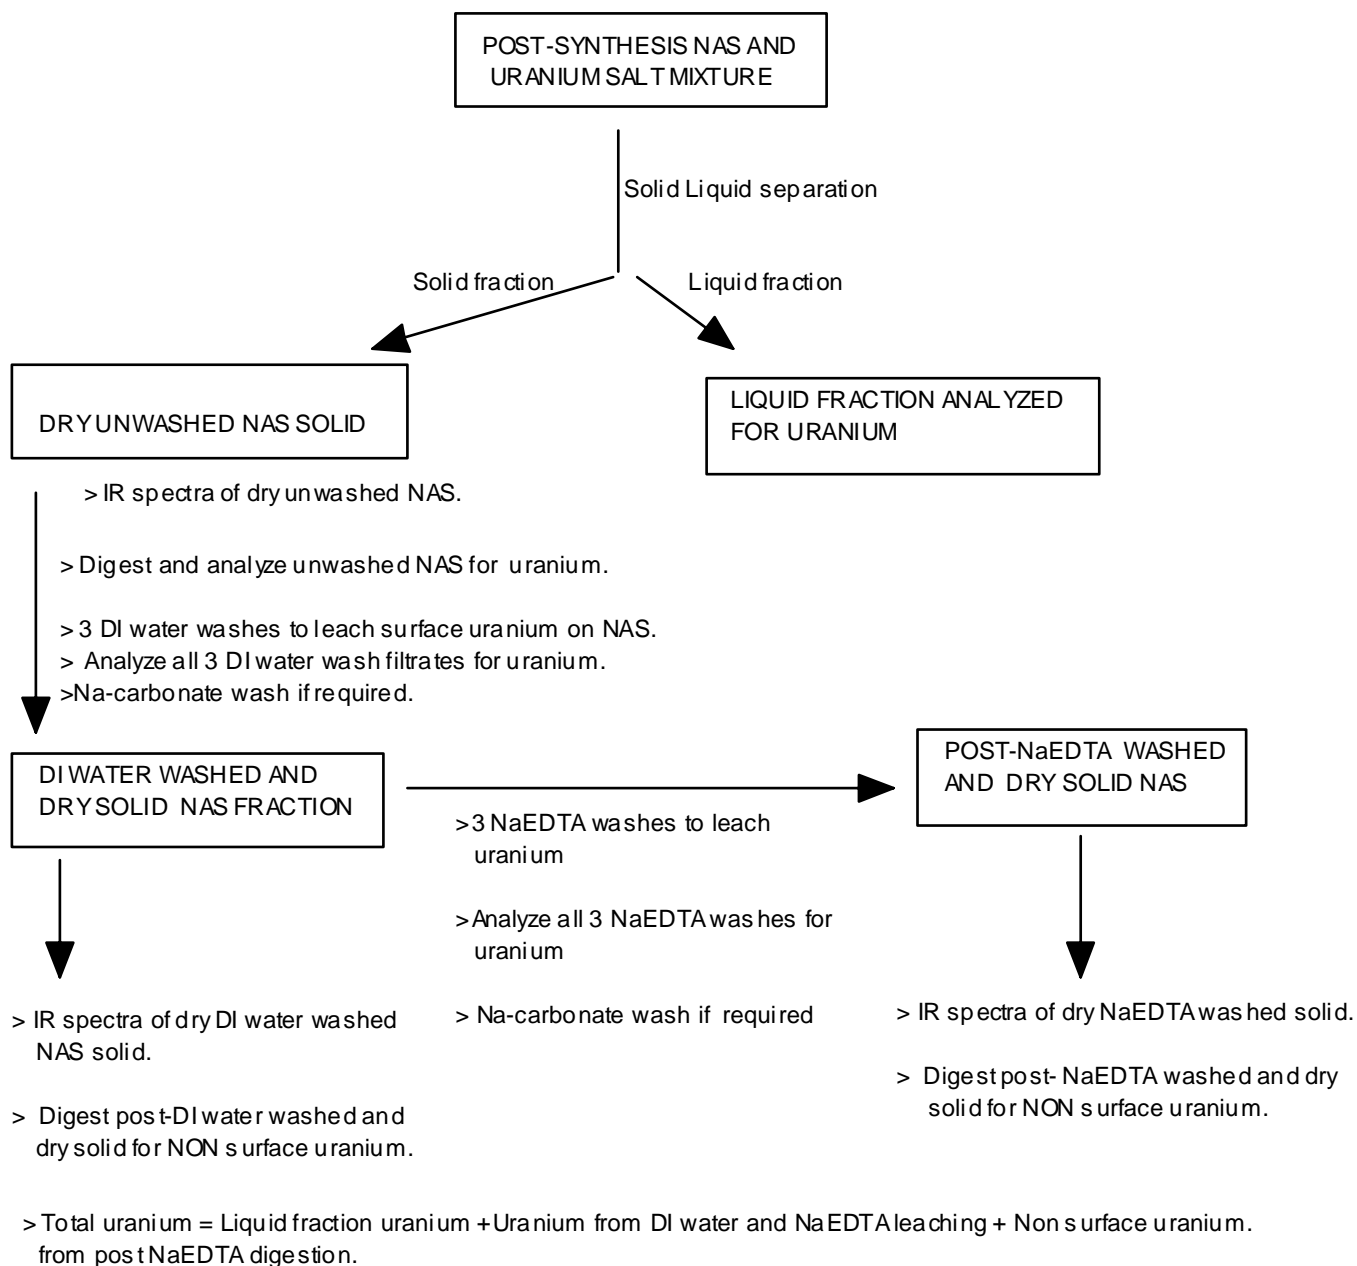 POST-SYNTHESIS NAS AND
URANIUM SALT MIXTURE
Solid Liquid separation
Solid fraction
Liquid fraction
DRY UNWASHED NAS SOLID
LIQUID FRACTION ANALYZED
FOR URANIUM
> IR spectra of dry unwashed NAS.
> Digest and analyze unwashed NAS for uranium.
> 3 DI water washes to leach surface uranium on NAS.
> Analyze all 3 DI water wash filtrates for uranium.
>Na-carbonate wash if required.
DI WATER WASHED AND
DRY SOLID NAS FRACTION
>3 NaEDTA washes to leach
uranium
>Analyze all 3 NaEDTA washes for
uranium
> Na-carbonate wash if required
POST-NaEDTA WASHED
AND DRY SOLID NAS
> IR spectra of dry DI water washed
NAS solid.
> Digest post-DI water washed and
dry solid for NON surface uranium.
> IR spectra of dry NaEDTA washed solid.
> Digest post- NaEDTA washed and dry
solid for NON surface uranium.
> Total uranium = Liquid fraction uranium +Uranium from DI water and NaEDTA leaching + Non surface uranium.
from post NaEDTA digestion.